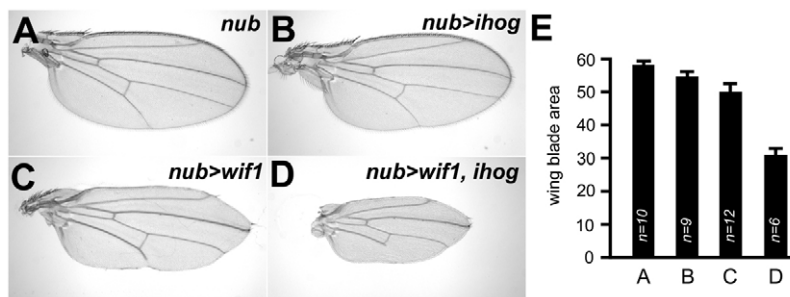 A nub
B nub>ihog
C nub>wif1
D nub>wif1, ihog
E
wing blade area
60
50
40
30
20
10
0
n=10
n=9
n=12
n=6
A B C D